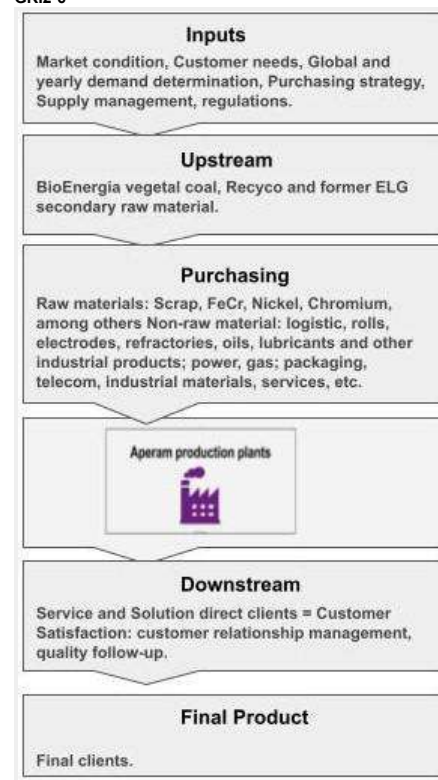 Inputs
Market condition, Customer needs, Global and
yearly demand determination, Purchasing strategy,
Supply management, regulations.
Upstream
BioEnergia vegetal coal, Recyco and former ELG
secondary raw material.
Purchasing
Raw materials: Scrap, FeCr, Nickel, Chromium,
among others Non-raw material: logistic, rolls,
electrodes, refractories, oils, lubricants and other
industrial products; power, gas; packaging,
telecom, industrial materials, services, etc.
Aperam production plants
Downstream
Service and Solution direct clients = Customer
Satisfaction: customer relationship management,
quality follow-up.
Final Product
Final clients.